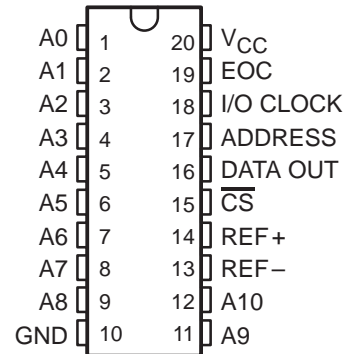 A0 1 20 VCC
A1 2 19 EOC
A2 3 18 I/O CLOCK
A3 4 17 ADDRESS
A4 5 16 DATA OUT
A5 6 15 CS
A6 7 14 REF+
A7 8 13 REF–
A8 9 12 A10
GND 10 11 A9